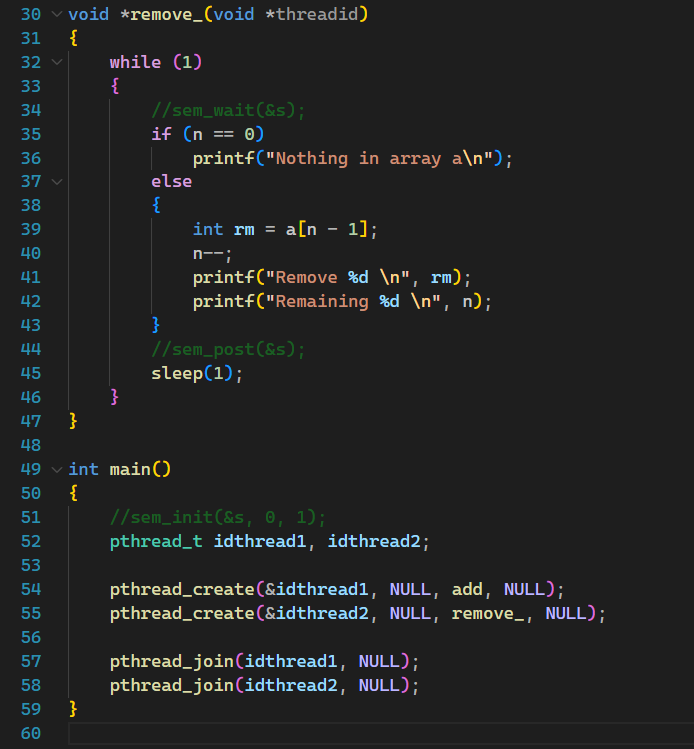 30 void *remove_(void *threadid)
31 {
32     while (1)
33     {
34         //sem_wait(&s);
35         if (n == 0)
36             printf("Nothing in array a\n");
37         else
38         {
39             int rm = a[n - 1];
40             n--;
41             printf("Remove %d \n", rm);
42             printf("Remaining %d \n", n);
43         }
44         //sem_post(&s);
45         sleep(1);
46     }
47 }
48
49 int main()
50 {
51     //sem_init(&s, 0, 1);
52     pthread_t idthread1, idthread2;
53
54     pthread_create(&idthread1, NULL, add, NULL);
55     pthread_create(&idthread2, NULL, remove_, NULL);
56
57     pthread_join(idthread1, NULL);
58     pthread_join(idthread2, NULL);
59 }
60